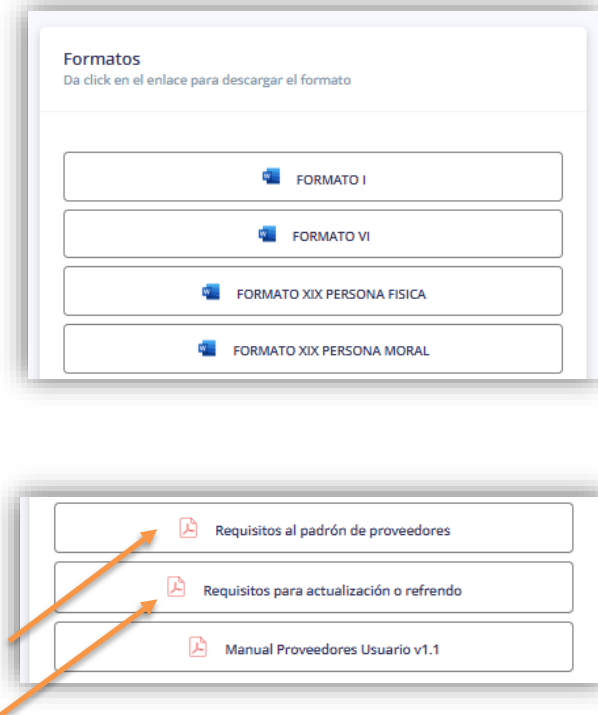 Formatos
Da click en el enlace para descargar el formato
FORMATO I
FORMATO VI
FORMATO XIX PERSONA FISICA
FORMATO XIX PERSONA MORAL
Requisitos al padrón de proveedores
Requisitos para actualización o refrendo
Manual Proveedores Usuario v1.1